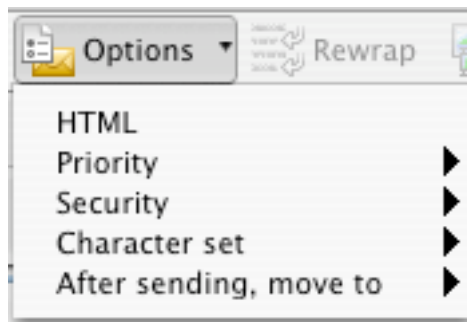 Options Rewrap
HTML
Priority
Security
Character set
After sending, move to